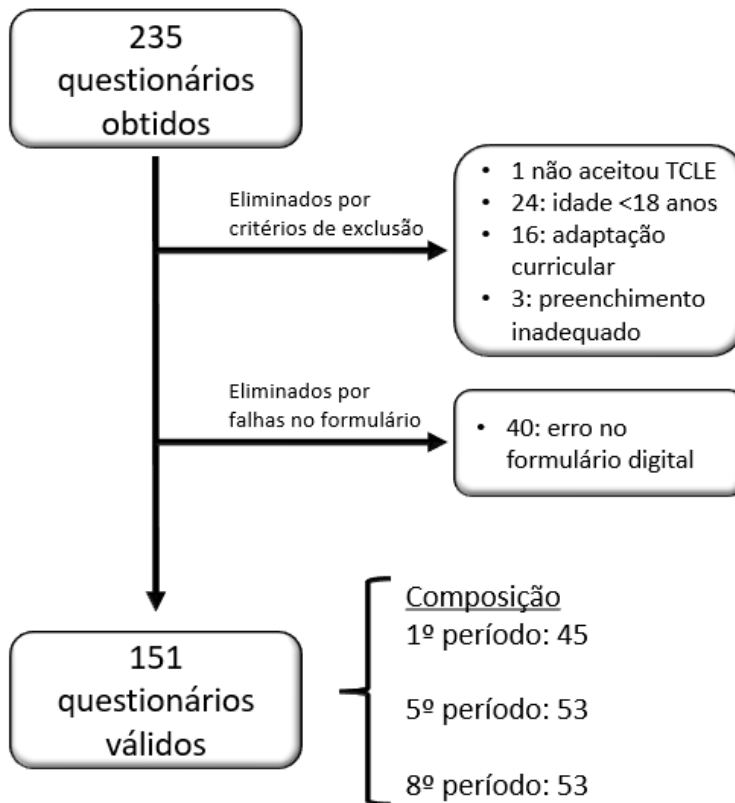 235
questionários
obtidos
Eliminados por
critérios de exclusão
• 1 não aceitou TCLE
• 24: idade <18 anos
• 16: adaptação
curricular
• 3: preenchimento
inadequado
Eliminados por
falhas no formulário
• 40: erro no
formulário digital
151
questionários
válidos
Composição
1º período: 45
5º período: 53
8º período: 53